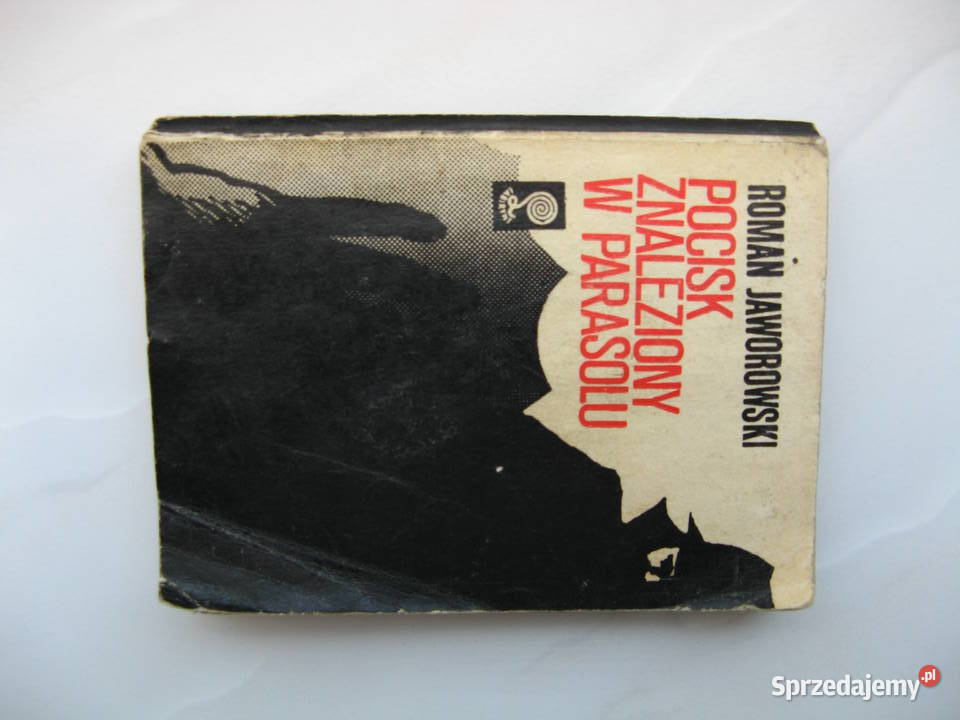 ROMAN JAWOROWSKI
POCISK
ZNALEZIONY
W PARASOLU
Sprzedajemy.pl